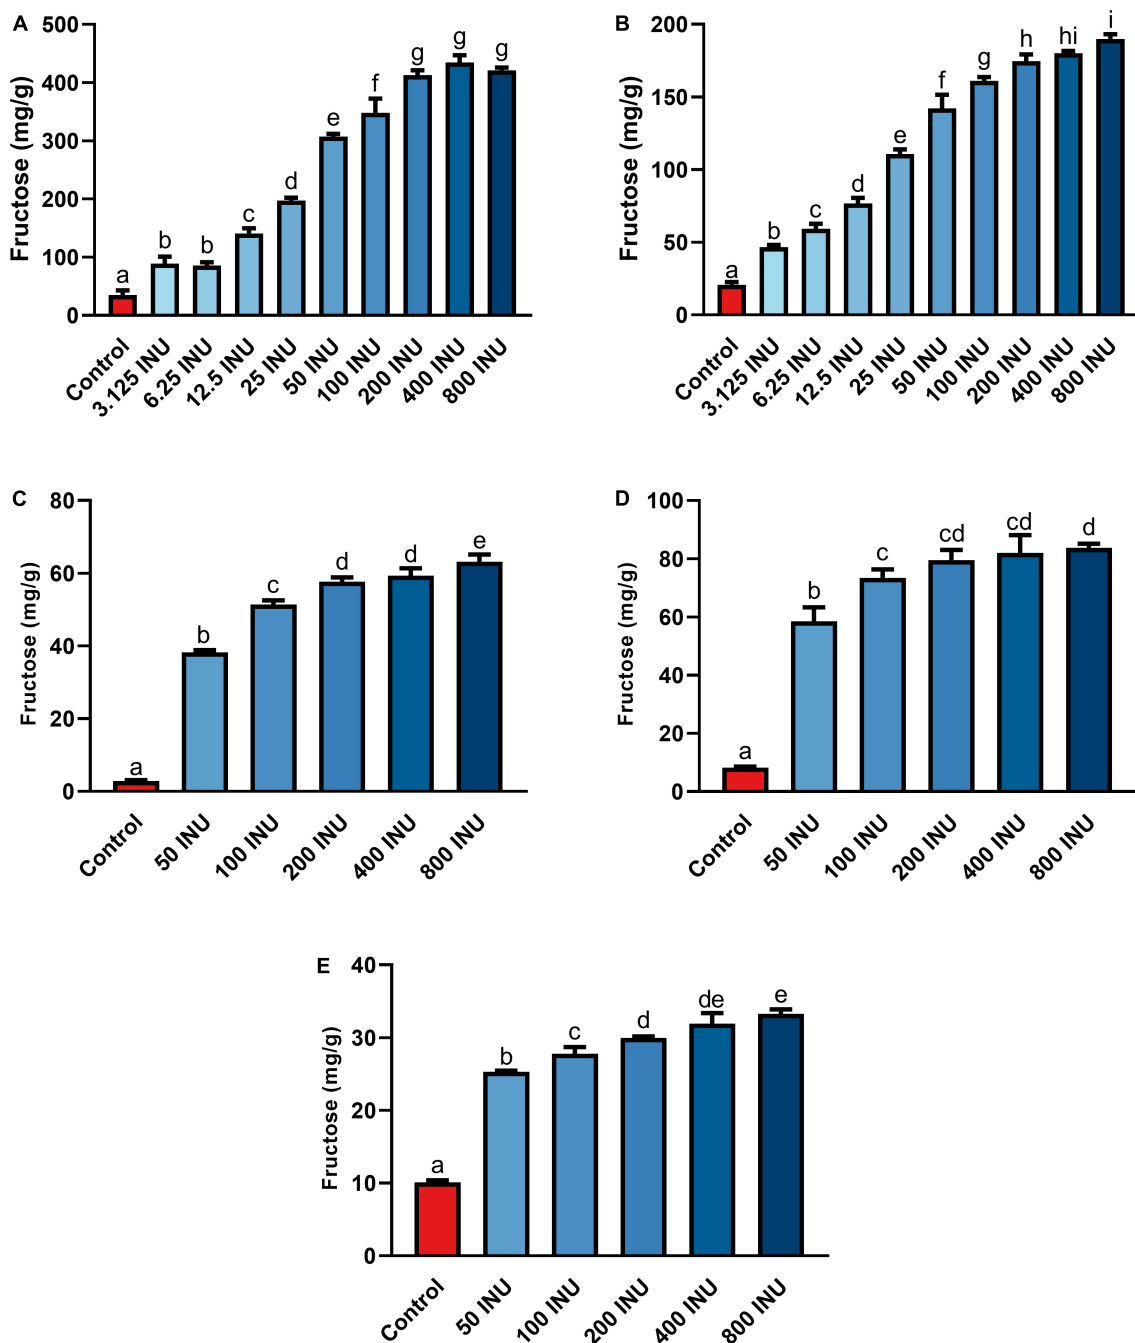 A
Fructose (mg/g)
500
400
300
200
100
0
a
b
b
c
d
e
f
g
g
g
Control
3.125 INU
6.25 INU
12.5 INU
25 INU
50 INU
100 INU
200 INU
400 INU
800 INU
B
Fructose (mg/g)
200
150
100
50
0
a
b
c
d
e
f
g
h
hi
i
Control
3.125 INU
6.25 INU
12.5 INU
25 INU
50 INU
100 INU
200 INU
400 INU
800 INU
C
Fructose (mg/g)
80
60
40
20
0
a
b
c
d
d
e
Control
50 INU
100 INU
200 INU
400 INU
800 INU
D
Fructose (mg/g)
100
80
60
40
20
0
a
b
c
cd
cd
d
Control
50 INU
100 INU
200 INU
400 INU
800 INU
E
Fructose (mg/g)
40
30
20
10
0
a
b
c
d
de
e
Control
50 INU
100 INU
200 INU
400 INU
800 INU